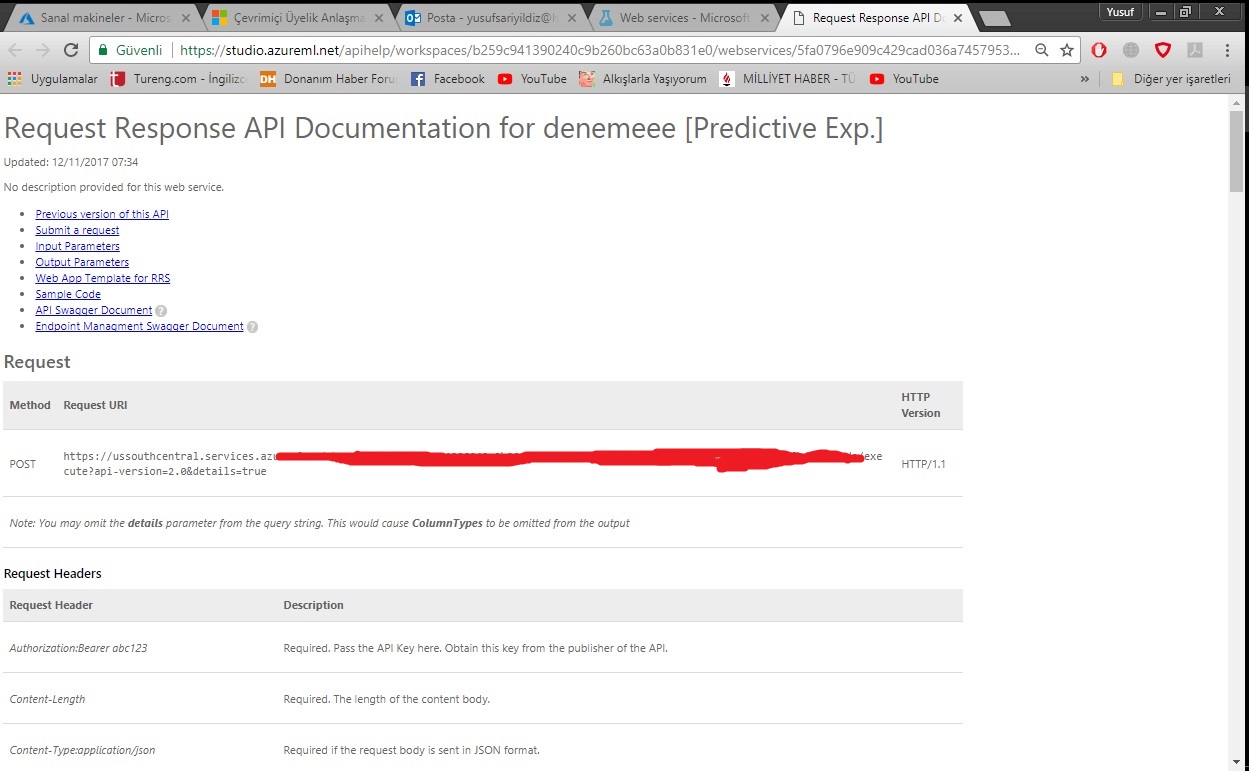 Sanal makineler - Micros
Çevrimiçi Üyelik Anlaşma
Posta - yusufsariyildiz@h
Web services - Microsoft
Request Response API D
Yusuf
Güvenli
https://studio.azureml.net/apihelp/workspaces/b259c941390240c9b260bc63a0b831e0/webservices/5fa0796e909c429cad036a7457953...
Uygulamalar
Tureng.com - İngilizc
DH
Donanım Haber Foru
Facebook
YouTube
Alkışlarla Yaşıyorum
MİLLİYET HABER - TÜ
YouTube
»
Diğer yer işaretleri
Request Response API Documentation for denemeee [Predictive Exp.]
Updated: 12/11/2017 07:34
No description provided for this web service.
• Previous version of this API
• Submit a request
• Input Parameters
• Output Parameters
• Web App Template for RRS
• Sample Code
• API Swagger Document ?
• Endpoint Managment Swagger Document ?
Request
Method Request URI HTTP Version
POST
https://ussouthcentral.services.azu
/exe
cute?api-version=2.0&details=true
HTTP/1.1
Note: You may omit the details parameter from the query string. This would cause ColumnTypes to be omitted from the output
Request Headers
Request Header Description
Authorization:Bearer abc123 Required. Pass the API Key here. Obtain this key from the publisher of the API.
Content-Length Required. The length of the content body.
Content-Type:application/json Required if the request body is sent in JSON format.